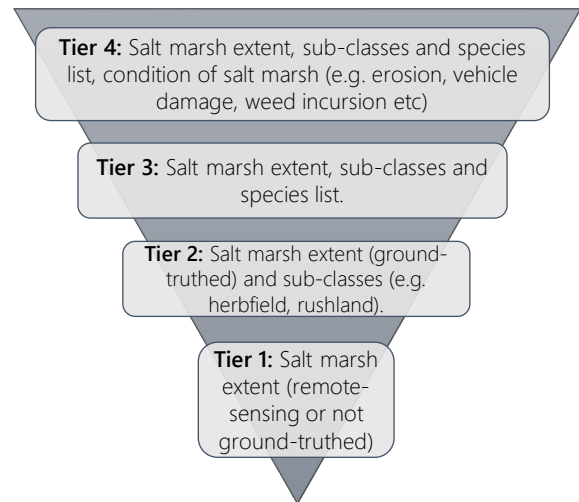 Tier 4: Salt marsh extent, sub-classes and species
list, condition of salt marsh (e.g. erosion, vehicle
damage, weed incursion etc)
Tier 3: Salt marsh extent, sub-classes and
species list.
Tier 2: Salt marsh extent (ground-
truthed) and sub-classes (e.g.
herbfield, rushland).
Tier 1: Salt marsh
extent (remote-
sensing or not
ground-truthed)